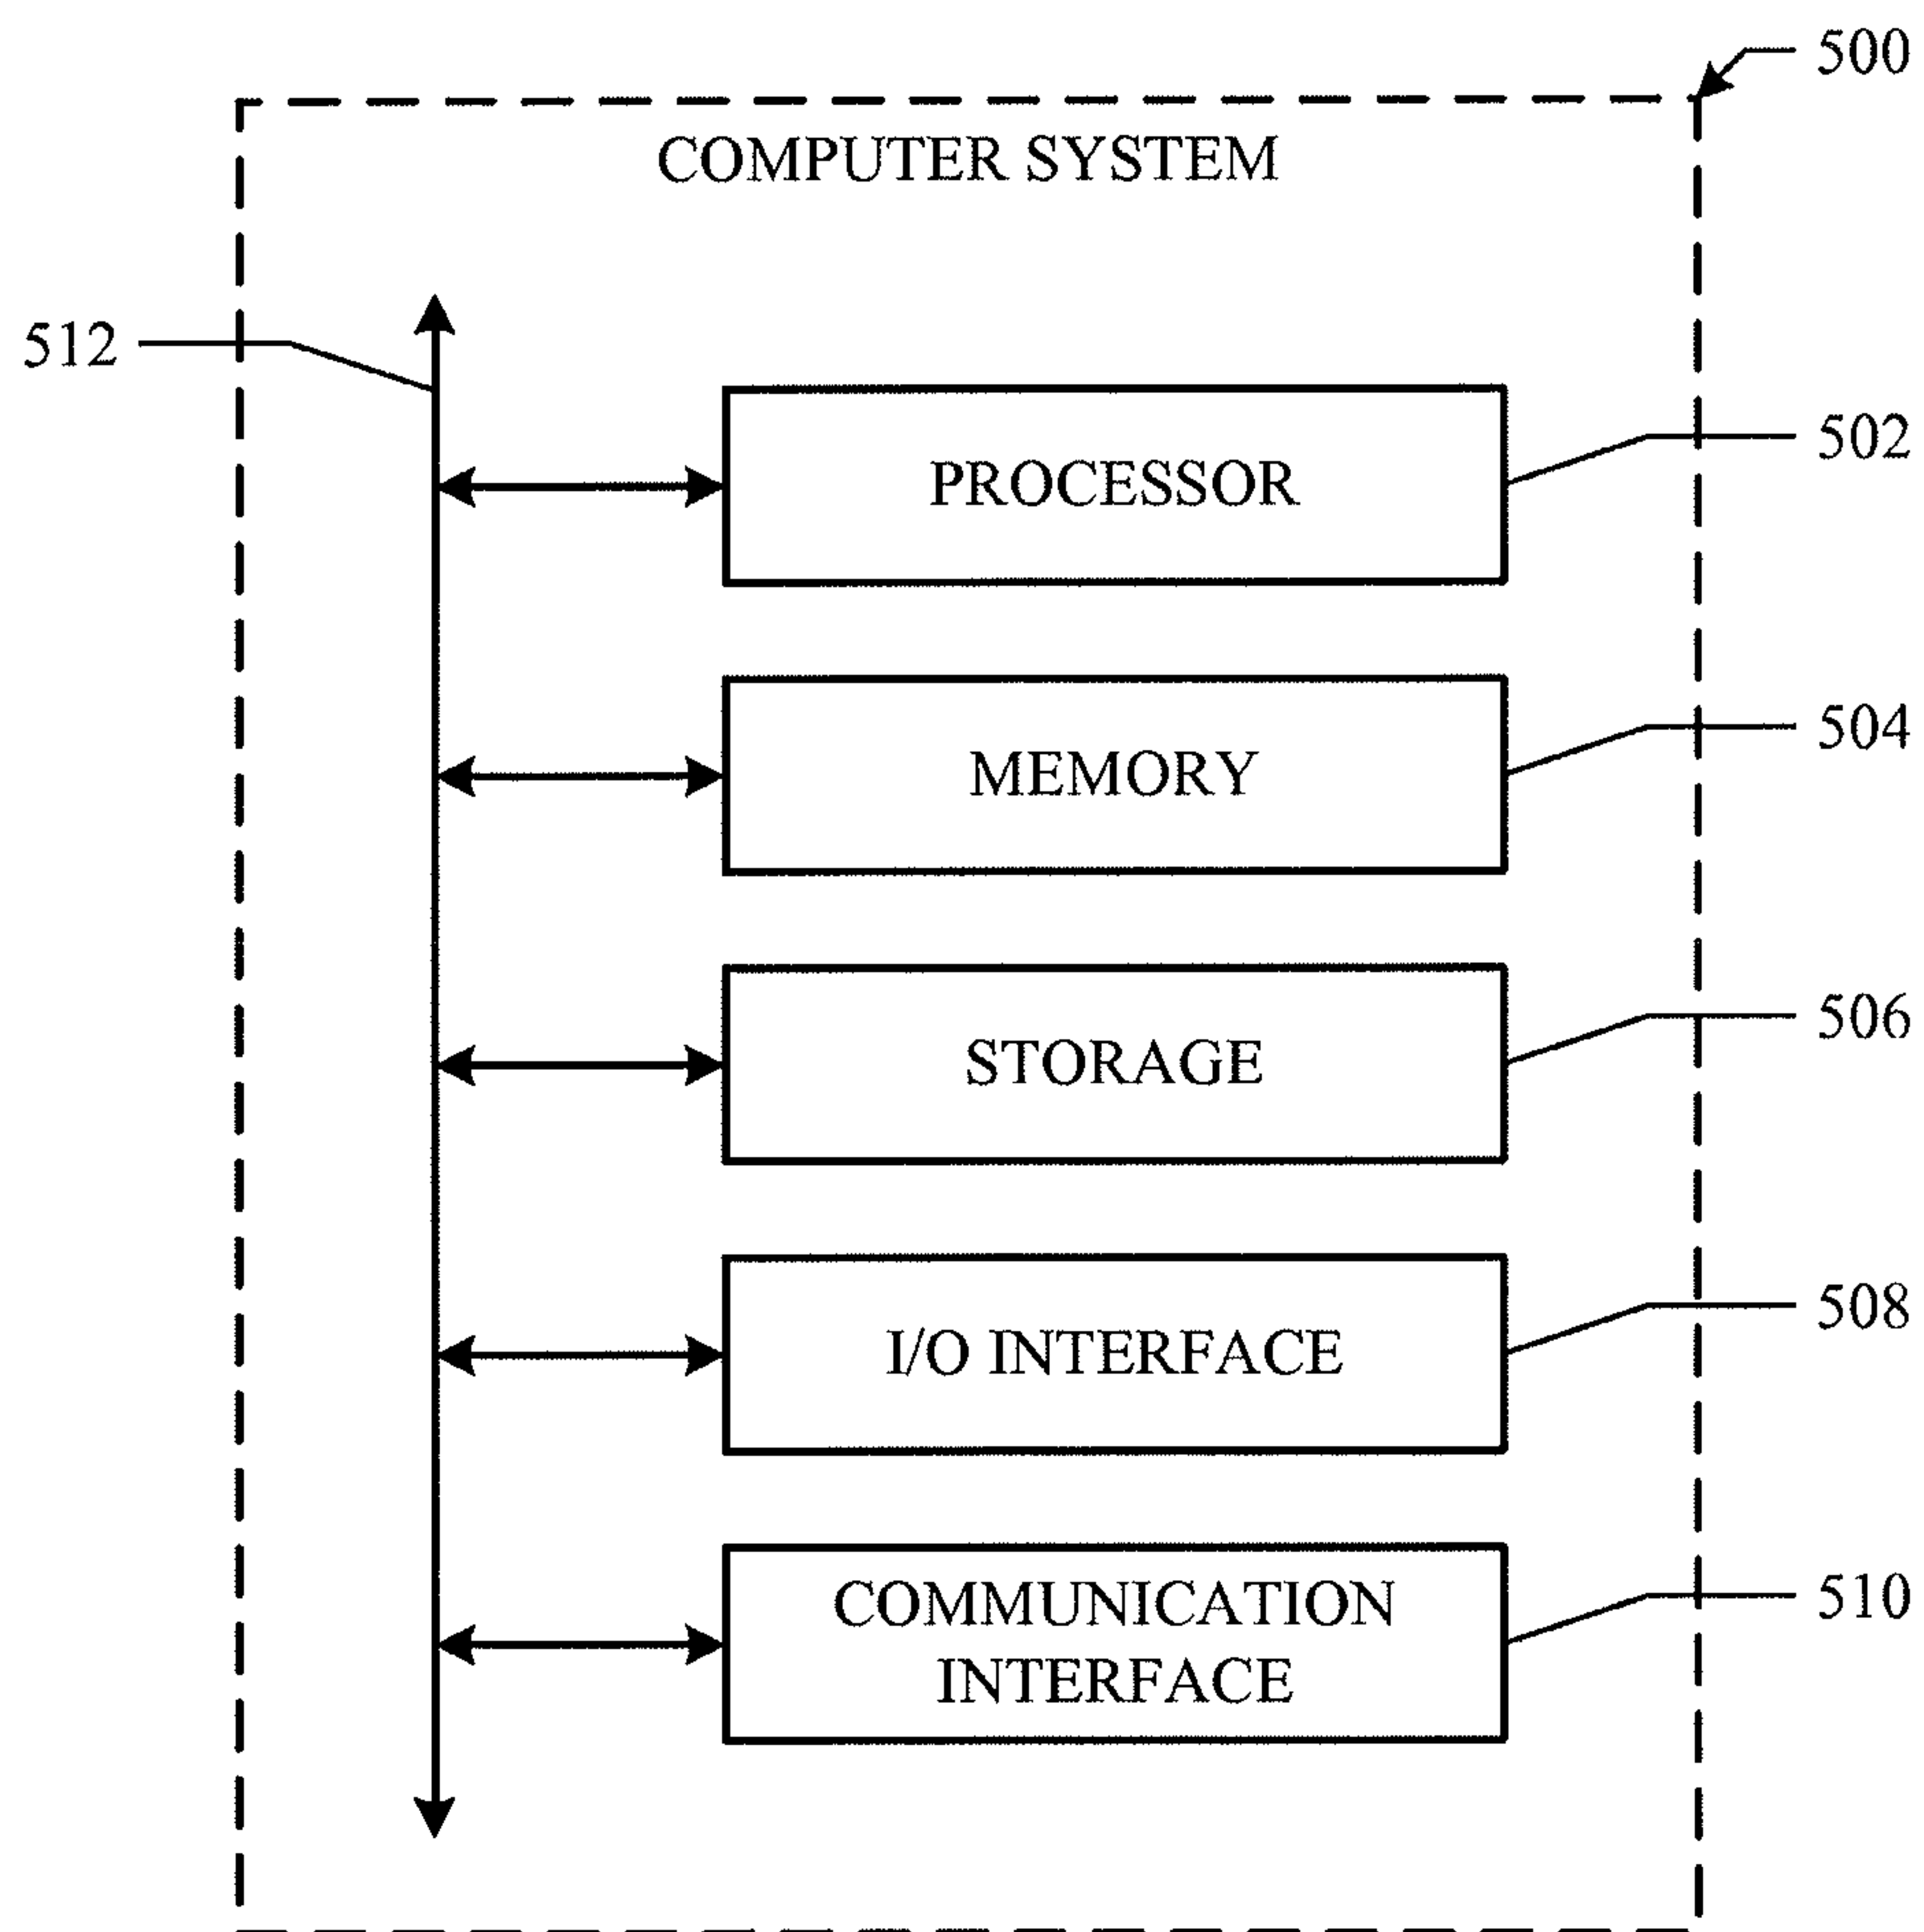 500
COMPUTER SYSTEM
512
PROCESSOR
502
MEMORY
504
STORAGE
506
I/O INTERFACE
508
COMMUNICATION
INTERFACE
510